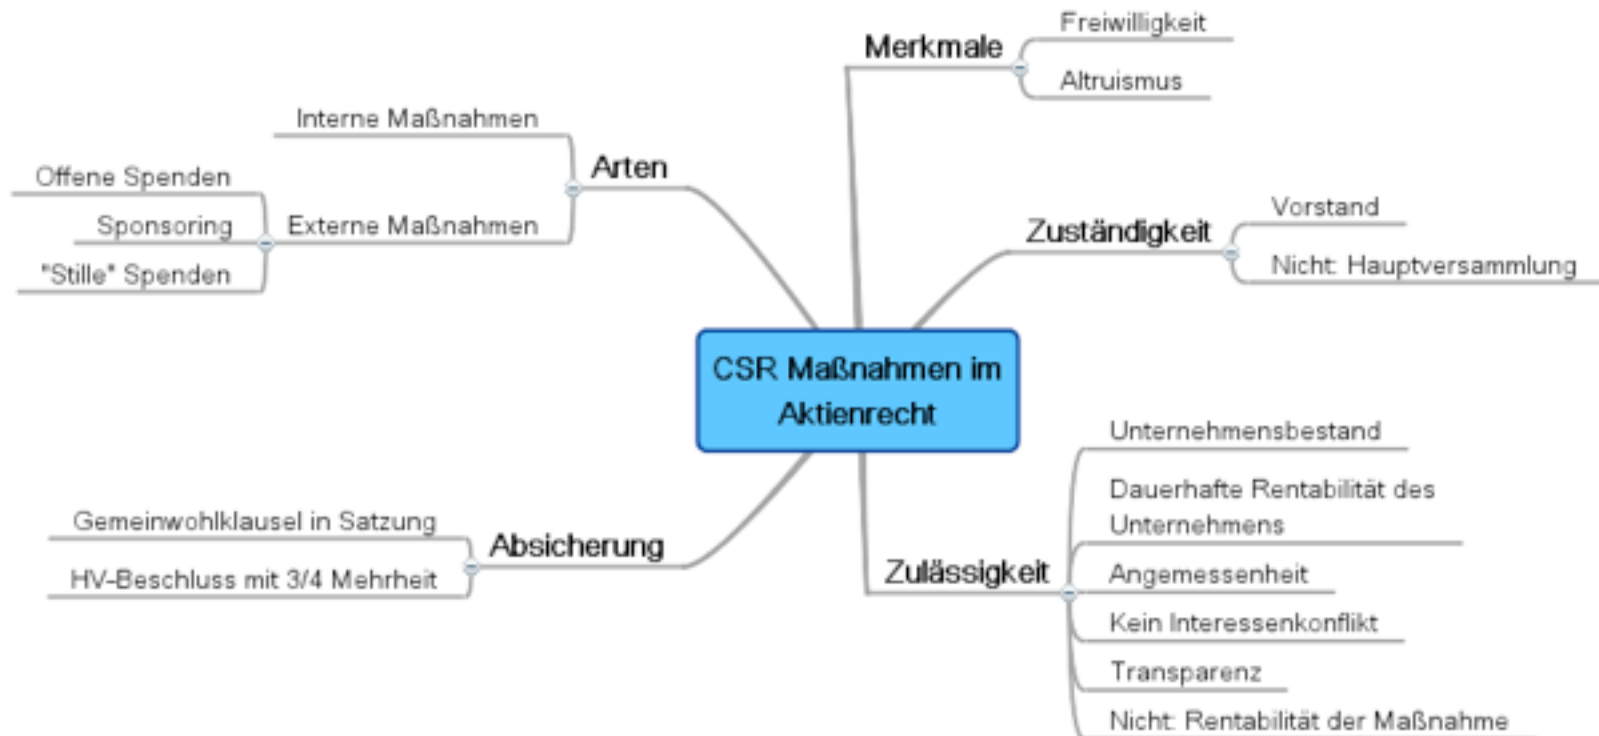 CSR Maßnahmen im
Aktienrecht
Merkmale
Freiwilligkeit
Altruismus
Zuständigkeit
Vorstand
Nicht: Hauptversammlung
Zulässigkeit
Unternehmensbestand
Dauerhafte Rentabilität des
Unternehmens
Angemessenheit
Kein Interessenkonflikt
Transparenz
Nicht: Rentabilität der Maßnahme
Arten
Interne Maßnahmen
Externe Maßnahmen
Offene Spenden
Sponsoring
"Stille" Spenden
Absicherung
Gemeinwohlklausel in Satzung
HV-Beschluss mit 3/4 Mehrheit